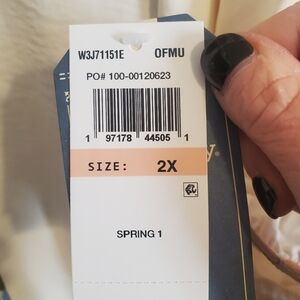 W3J71151E OFMU
PO# 100-00120623
1 97178 44505 1
SIZE: 2X
SPRING 1